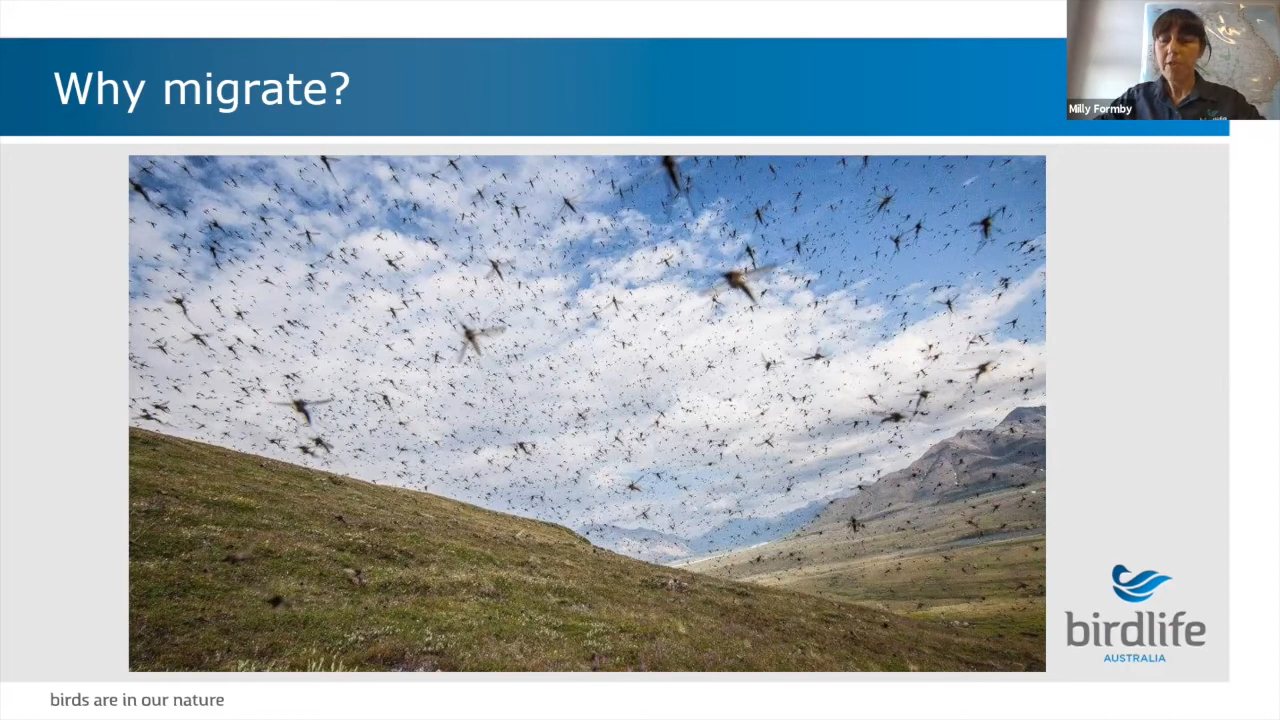 Why migrate?
Milly Formby
birdlife
AUSTRALIA
birds are in our nature